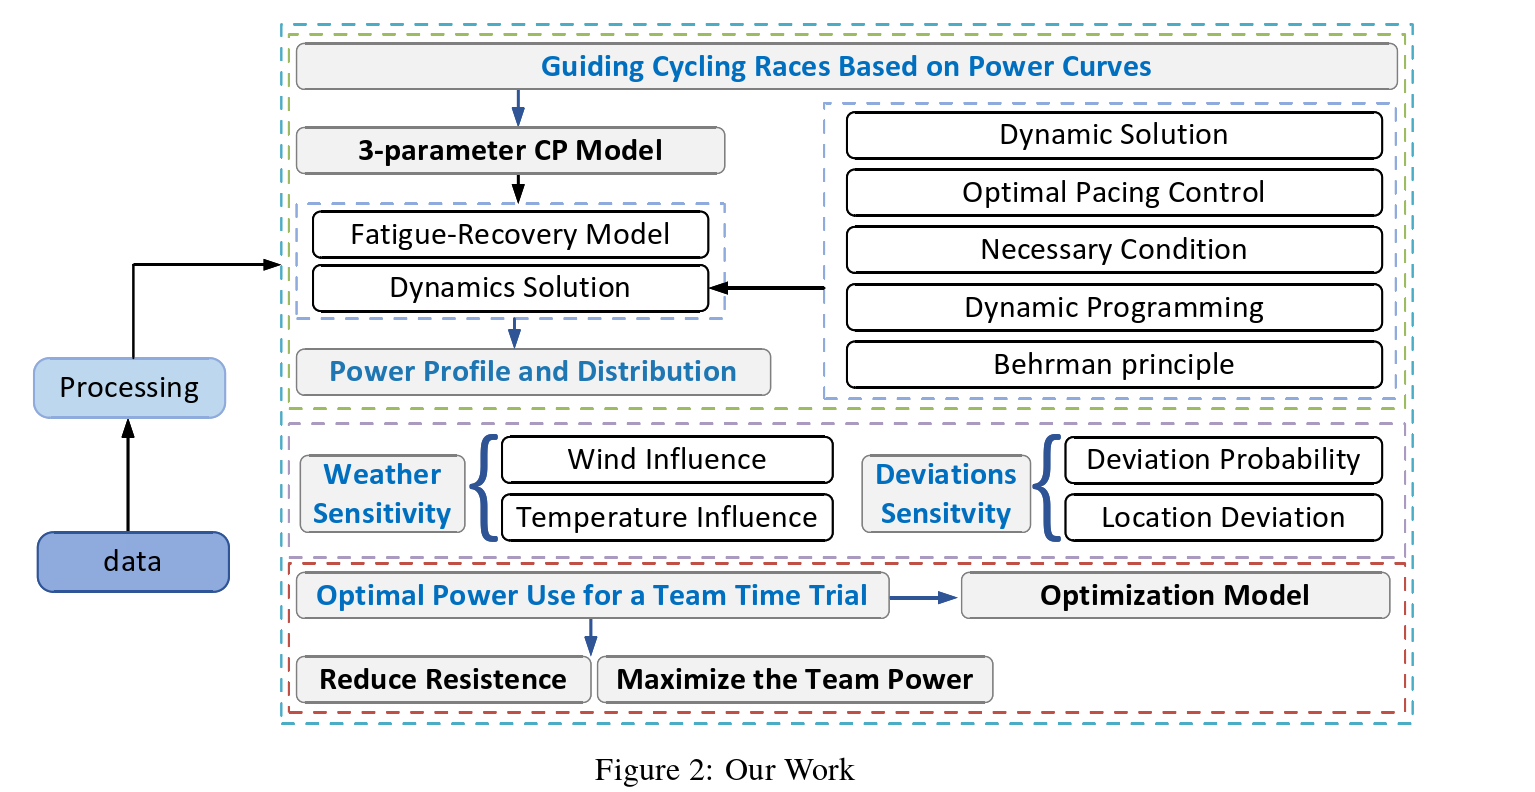 Guiding Cycling Races Based on Power Curves
3-parameter CP Model
Fatigue-Recovery Model
Dynamics Solution
Power Profile and Distribution
Dynamic Solution
Optimal Pacing Control
Necessary Condition
Dynamic Programming
Behrman principle
Processing
data
Weather
Sensitivity
Wind Influence
Temperature Influence
Deviations
Sensitvity
Deviation Probability
Location Deviation
Optimal Power Use for a Team Time Trial
Optimization Model
Reduce Resistence
Maximize the Team Power
Figure 2: Our Work